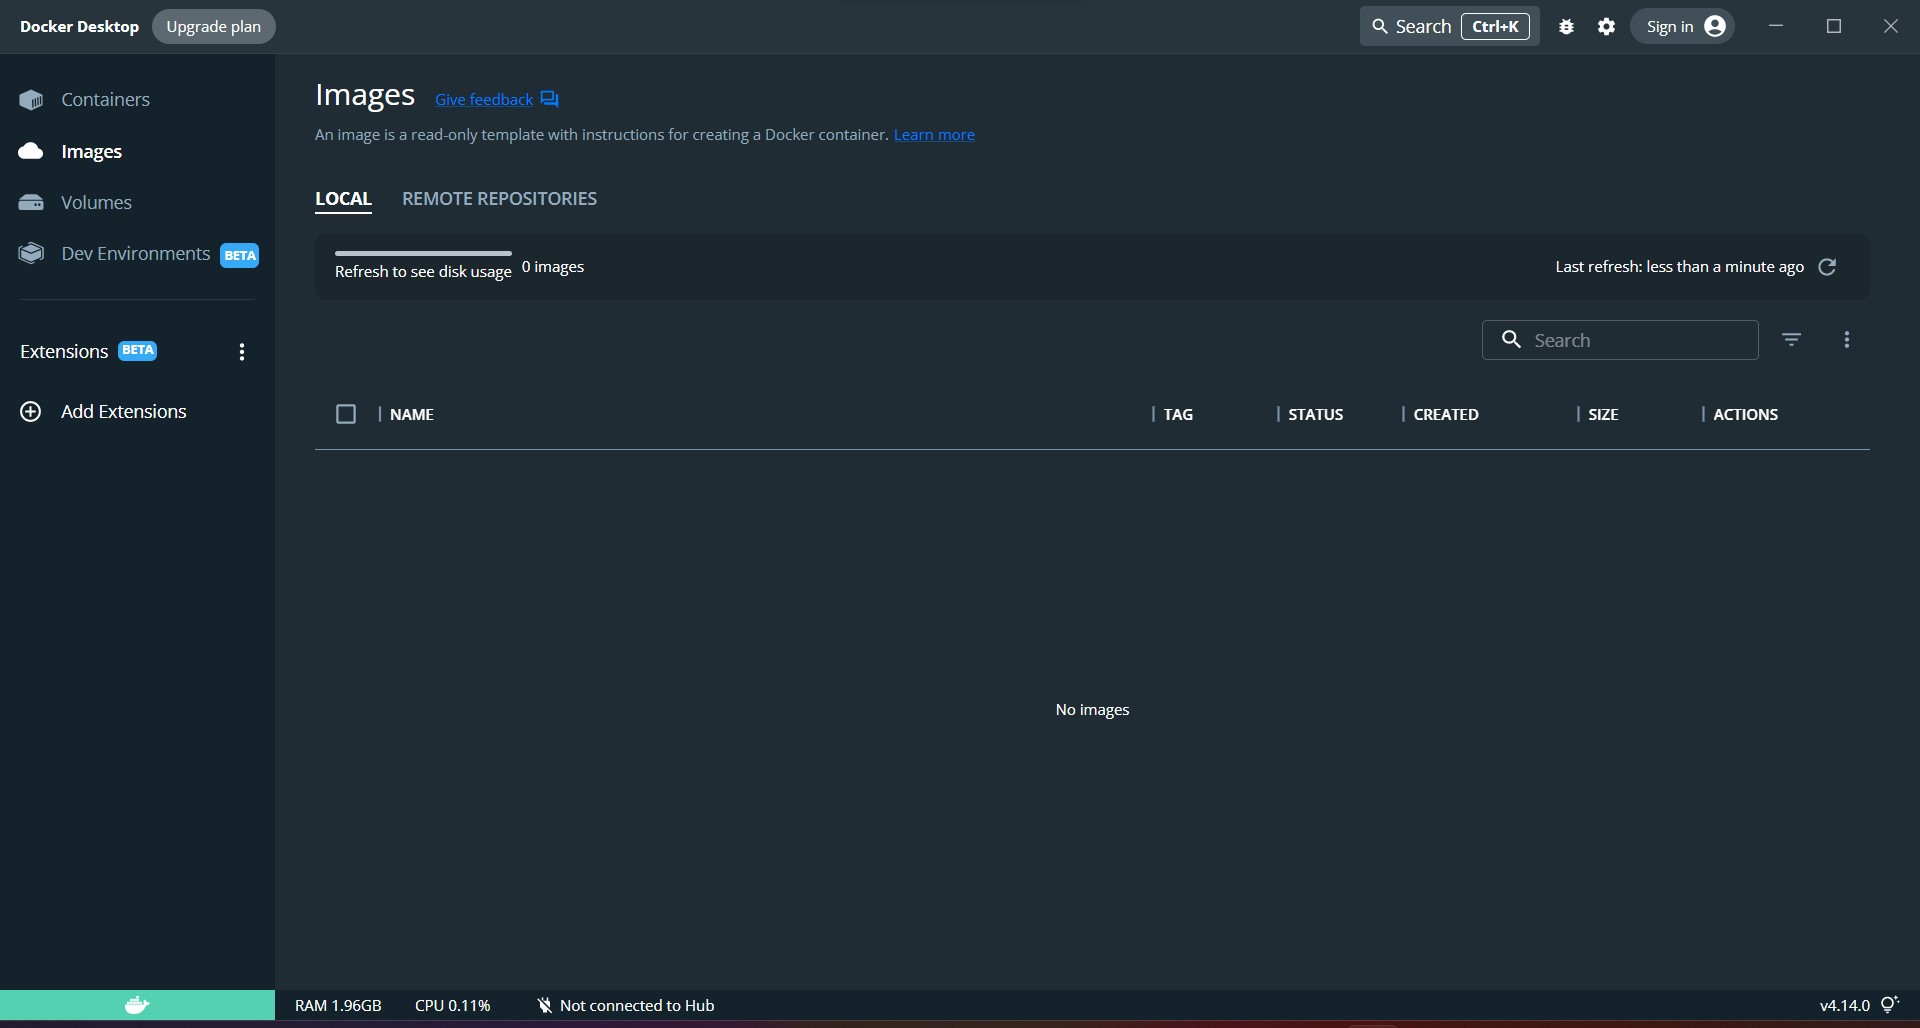 Docker Desktop Upgrade plan Search Ctrl+K Sign in
Containers
Images
Volumes
Dev Environments BETA
Extensions BETA
Add Extensions
Images Give feedback
An image is a read-only template with instructions for creating a Docker container. Learn more
LOCAL REMOTE REPOSITORIES
Refresh to see disk usage 0 images Last refresh: less than a minute ago
Search
NAME TAG STATUS CREATED SIZE ACTIONS
No images
RAM 1.96GB CPU 0.11% Not connected to Hub v4.14.0